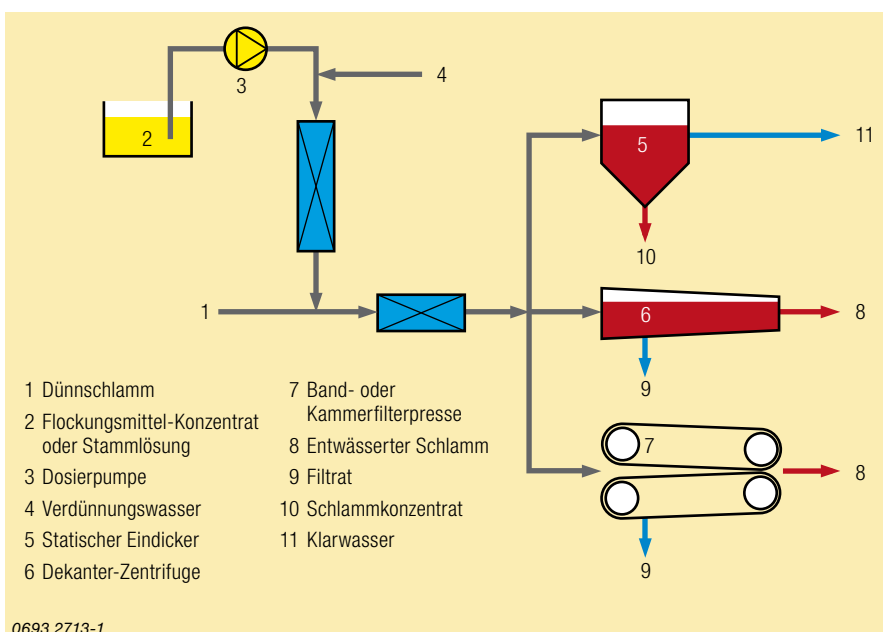 3
4
2
5
11
10
1
6
8
9
7
8
9
1 Dünnschlamm
2 Flockungsmittel-Konzentrat
oder Stammlösung
3 Dosierpumpe
4 Verdünnungswasser
5 Statischer Eindicker
6 Dekanter-Zentrifuge
7 Band- oder
Kammerfilterpresse
8 Entwässerter Schlamm
9 Filtrat
10 Schlammkonzentrat
11 Klarwasser
0693 2713-1